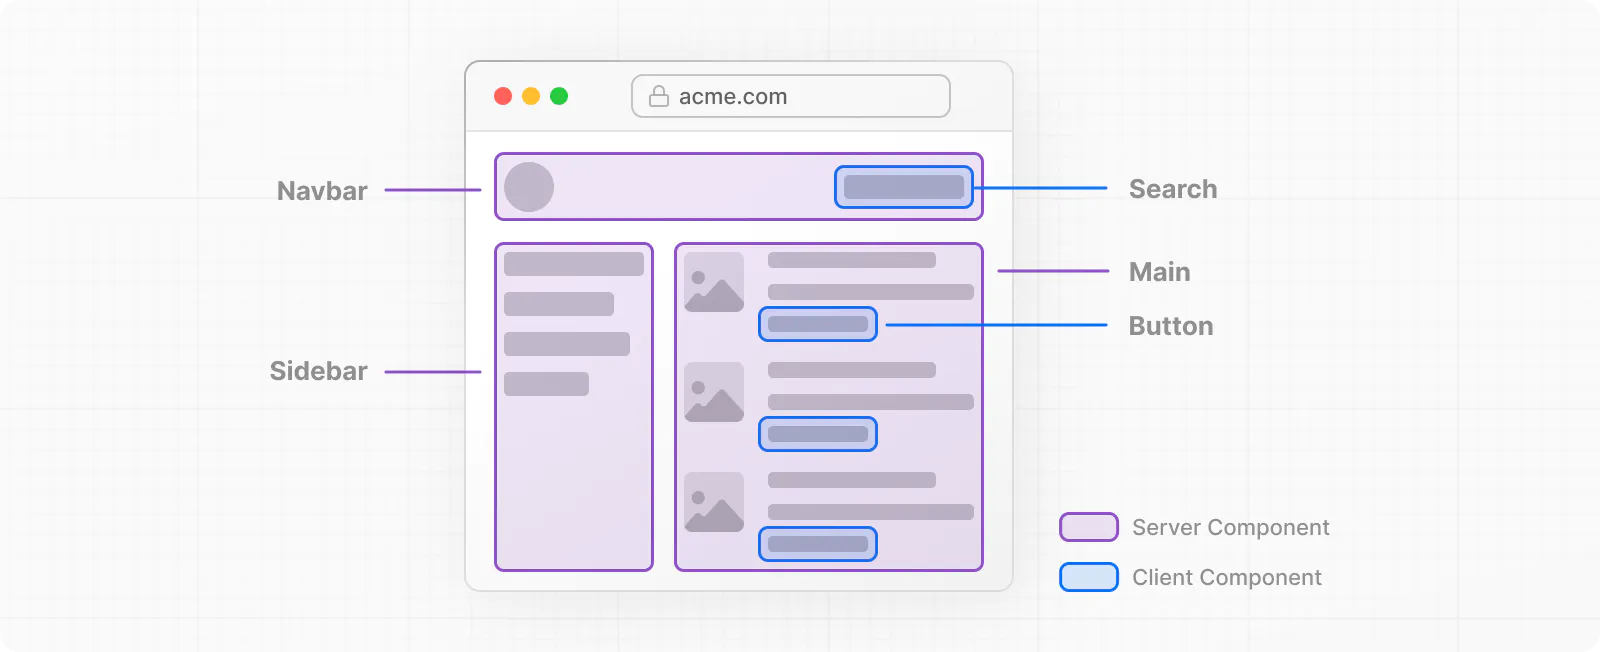 acme.com
Navbar
Search
Main
Button
Sidebar
Server Component
Client Component